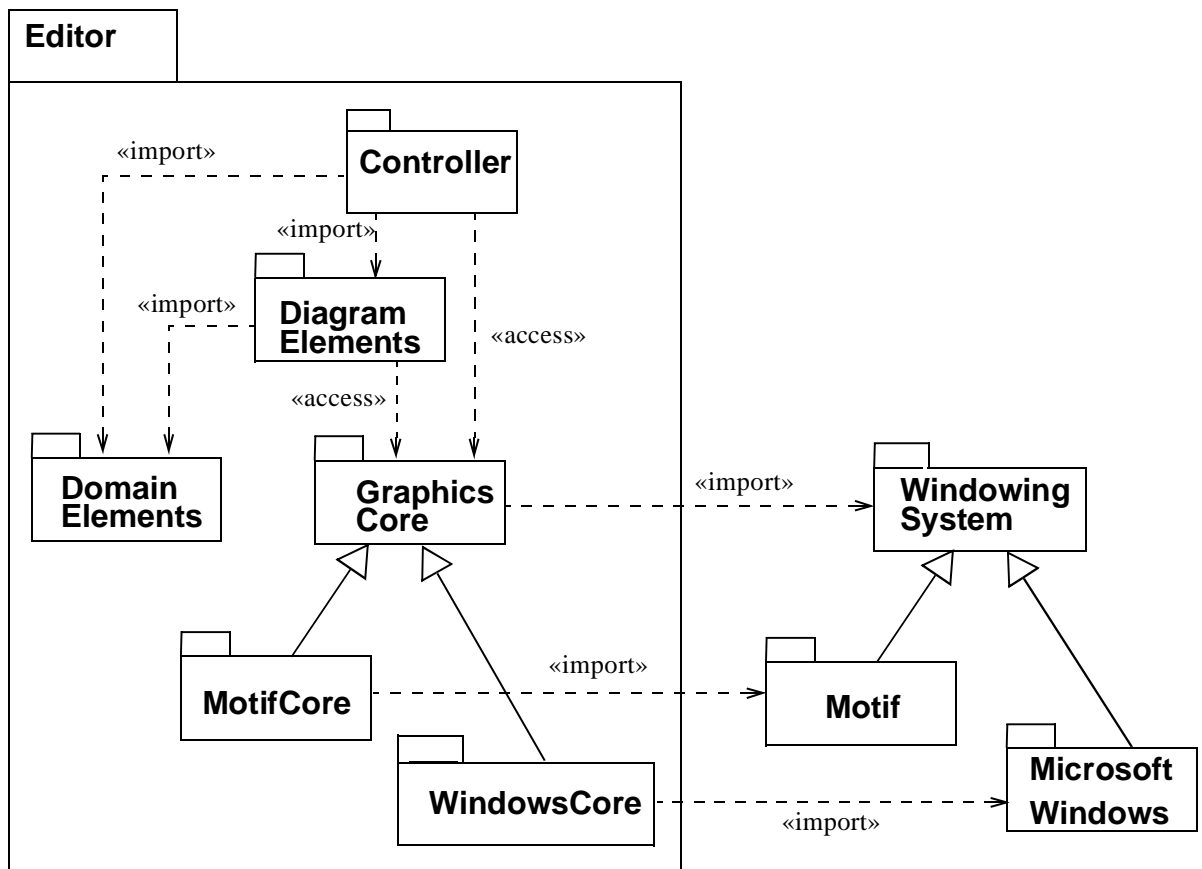 Editor
«import»
Controller
«import»
«import»
Diagram
Elements
«access»
«access»
Domain
Elements
Graphics
Core
«import»
Windowing
System
MotifCore
«import»
Motif
WindowsCore
«import»
Microsoft
Windows